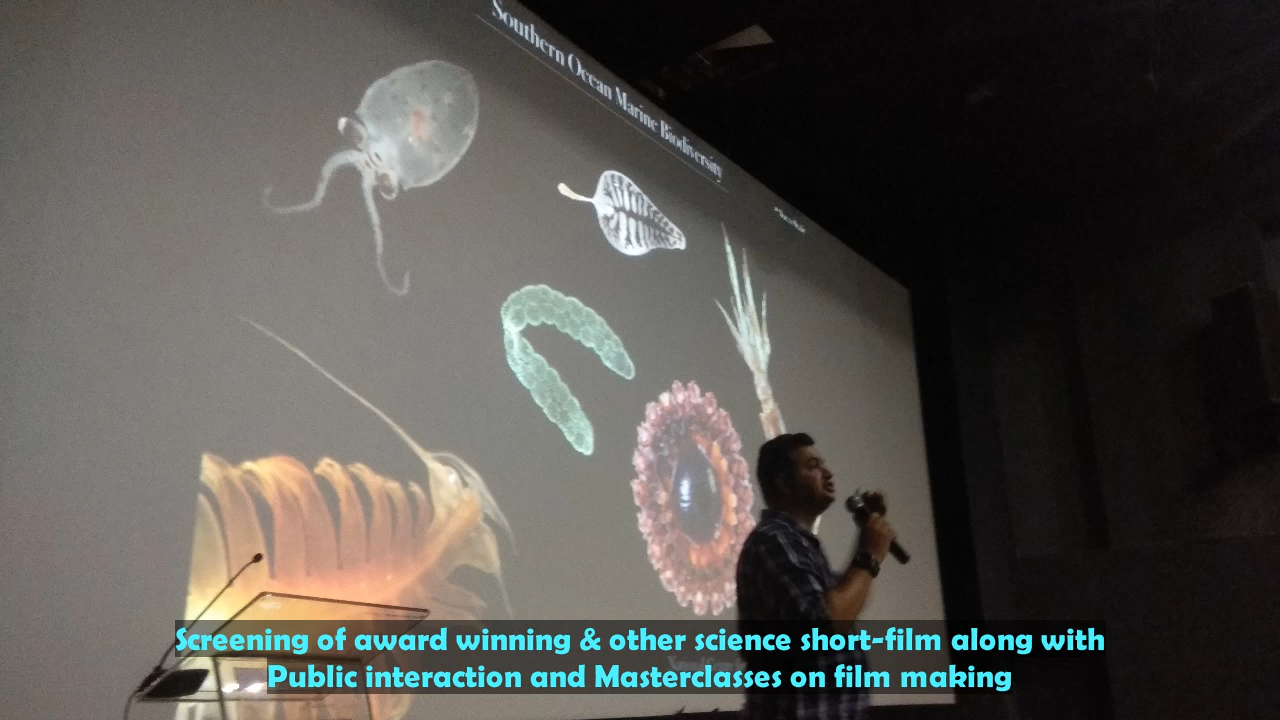 Southern Ocean Marine Biodiversity
Screening of award winning & other science short-film along with
Public interaction and Masterclasses on film making